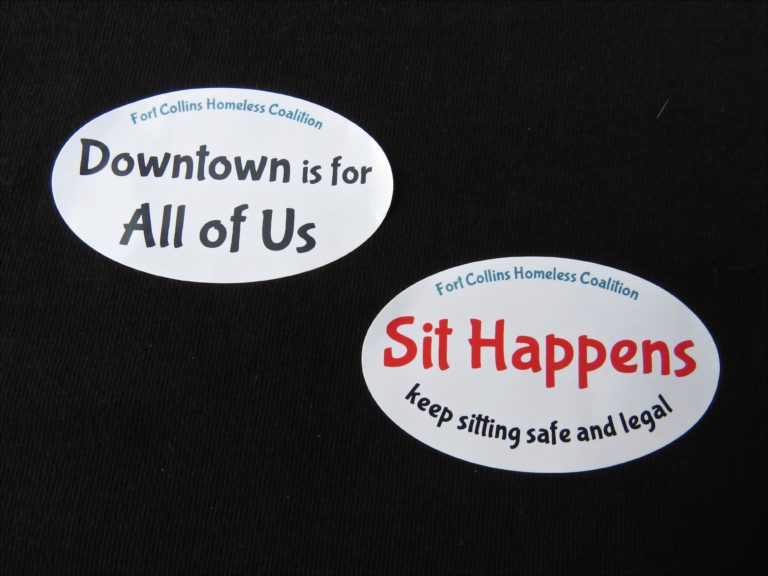 Fort Collins Homeless Coalition
Downtown is for
All of Us
Fort Collins Homeless Coalition
Sit Happens
keep sitting safe and legal